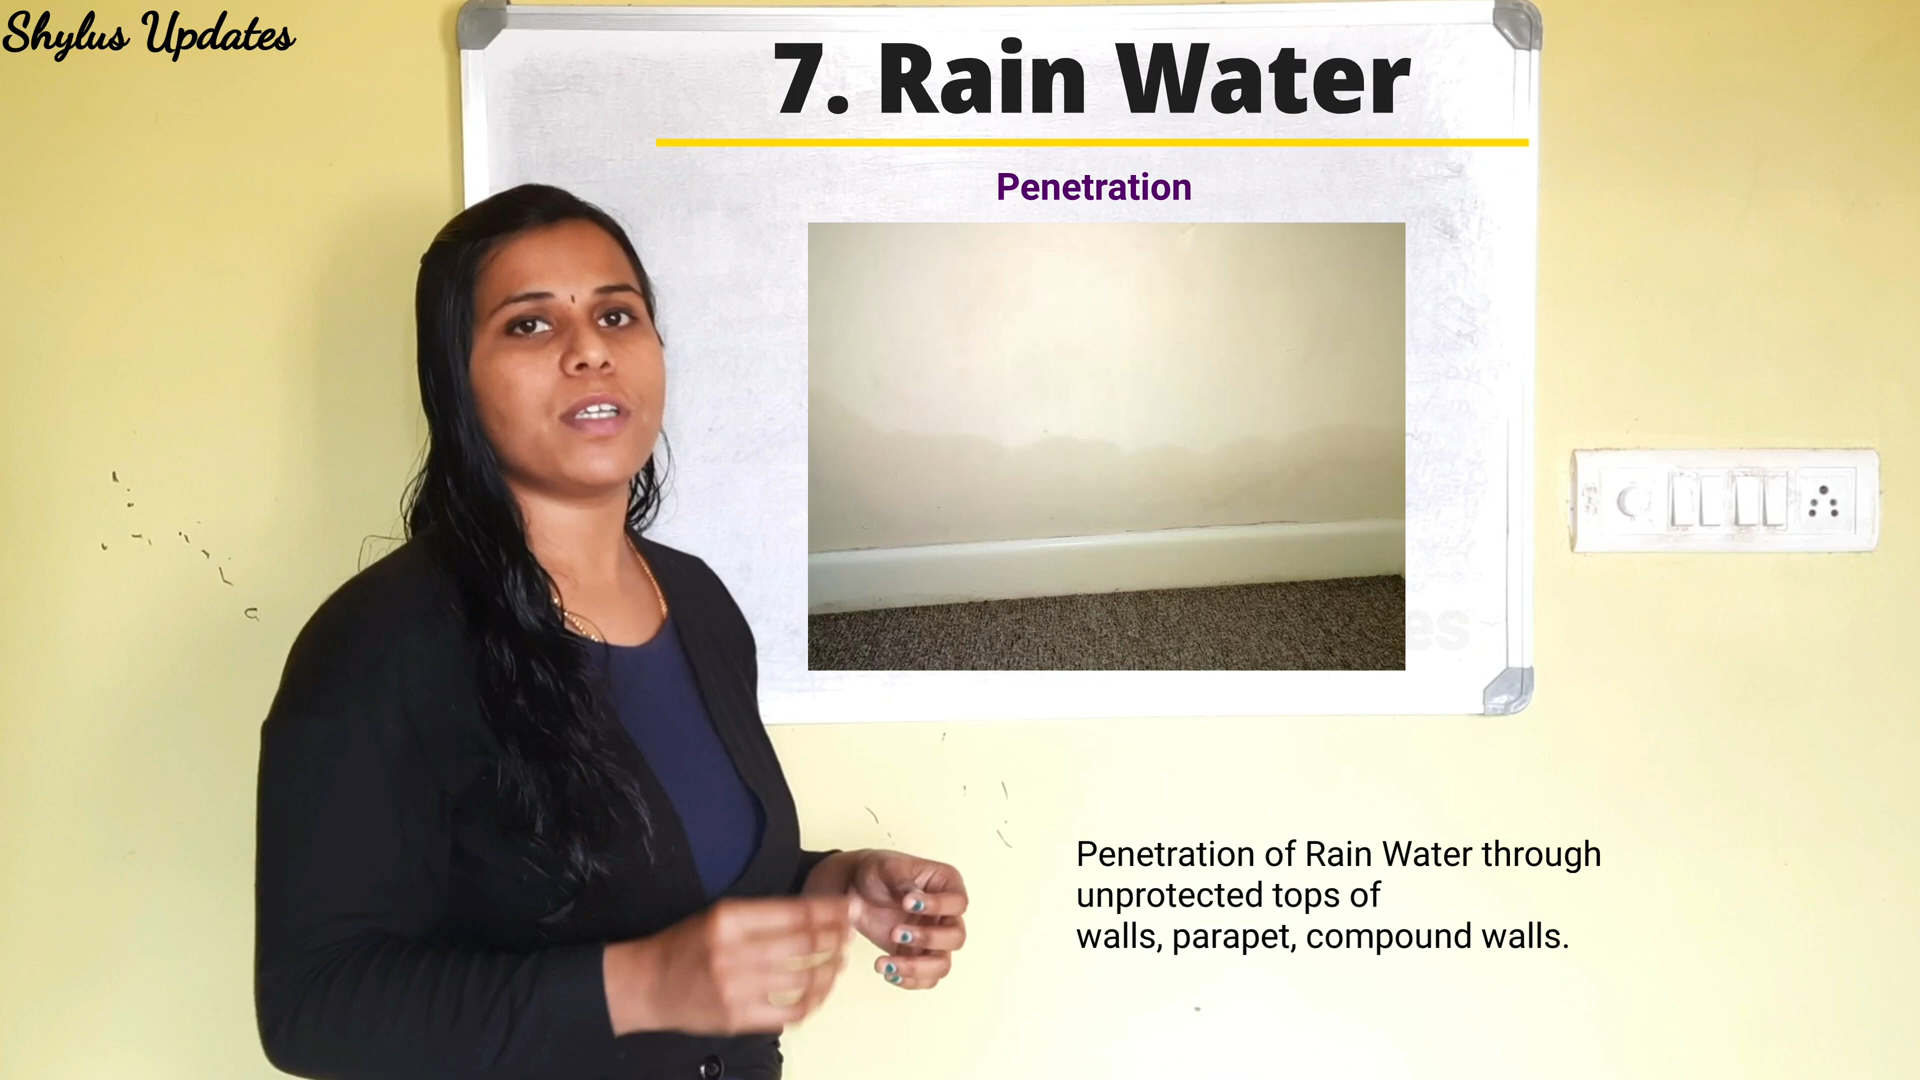 Shylus Updates
7. Rain Water
Penetration
Penetration of Rain Water through
unprotected tops of
walls, parapet, compound walls.